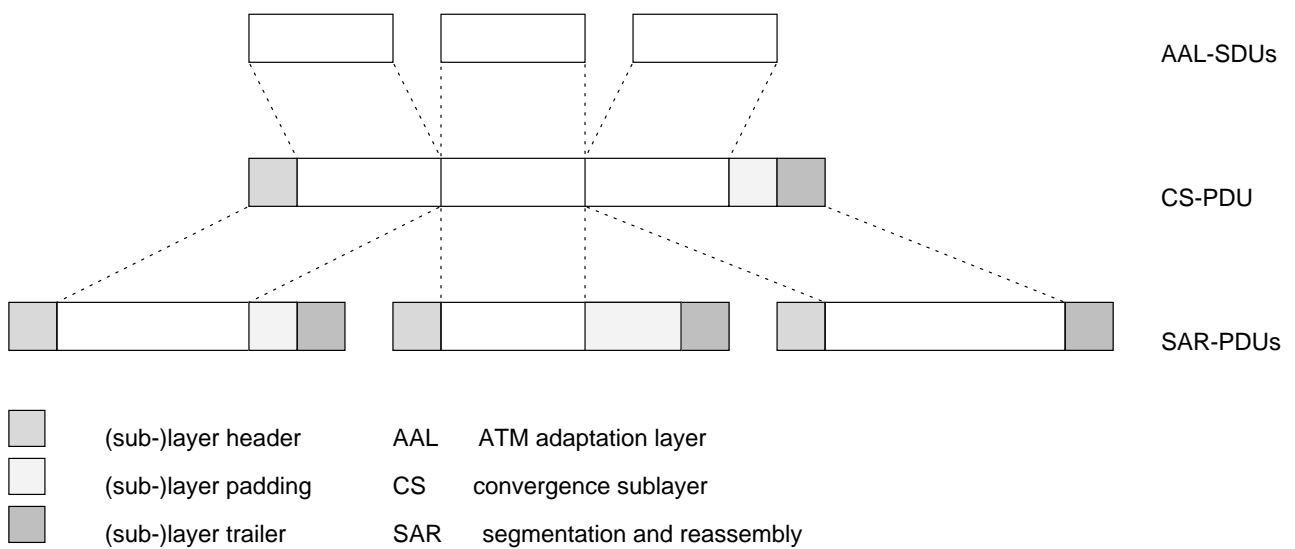 AAL-SDUs
CS-PDU
SAR-PDUs
(sub-)layer header AAL ATM adaptation layer
(sub-)layer padding CS convergence sublayer
(sub-)layer trailer SAR segmentation and reassembly